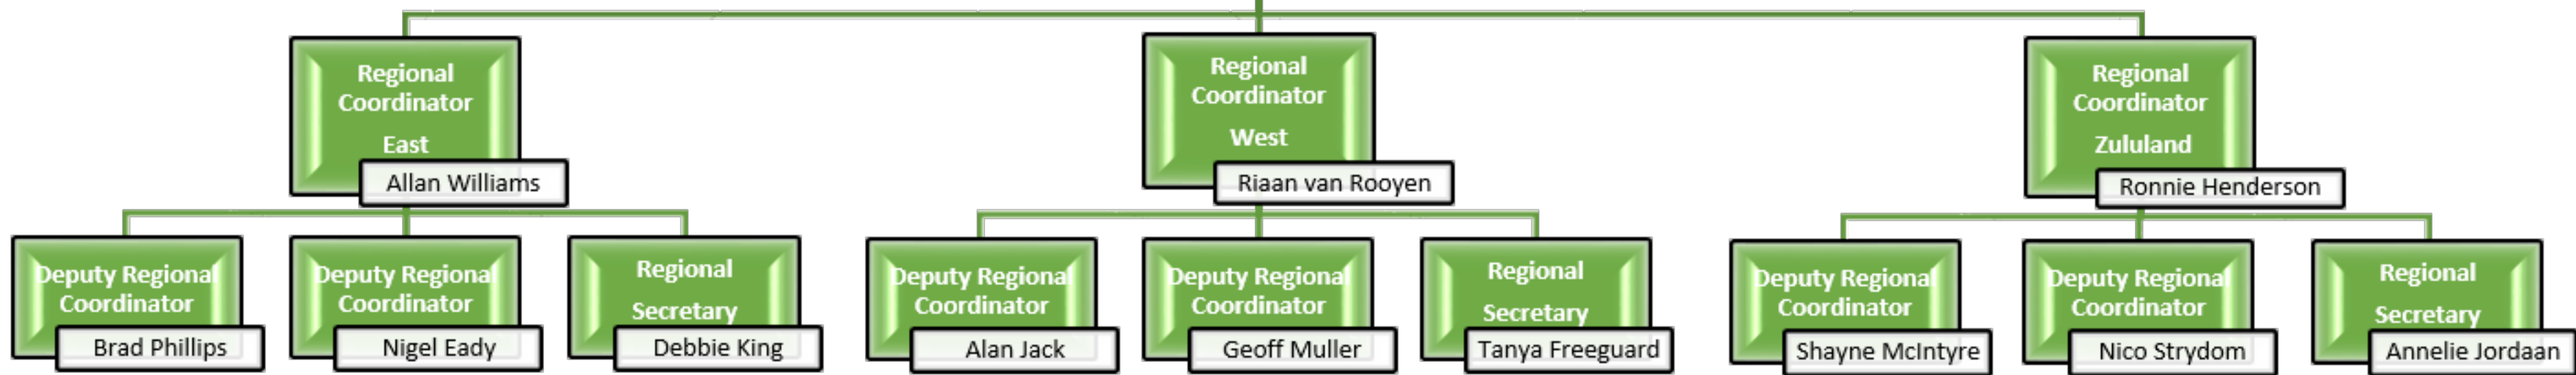 Regional
Coordinator
East
Allan Williams
Regional
Coordinator
West
Riaan van Rooyen
Regional
Coordinator
Zululand
Ronnie Henderson
Deputy Regional
Coordinator
Brad Phillips
Deputy Regional
Coordinator
Nigel Eady
Regional
Secretary
Debbie King
Deputy Regional
Coordinator
Alan Jack
Deputy Regional
Coordinator
Geoff Muller
Regional
Secretary
Tanya Freeguard
Deputy Regional
Coordinator
Shayne McIntyre
Deputy Regional
Coordinator
Nico Strydom
Regional
Secretary
Annelie Jordaan